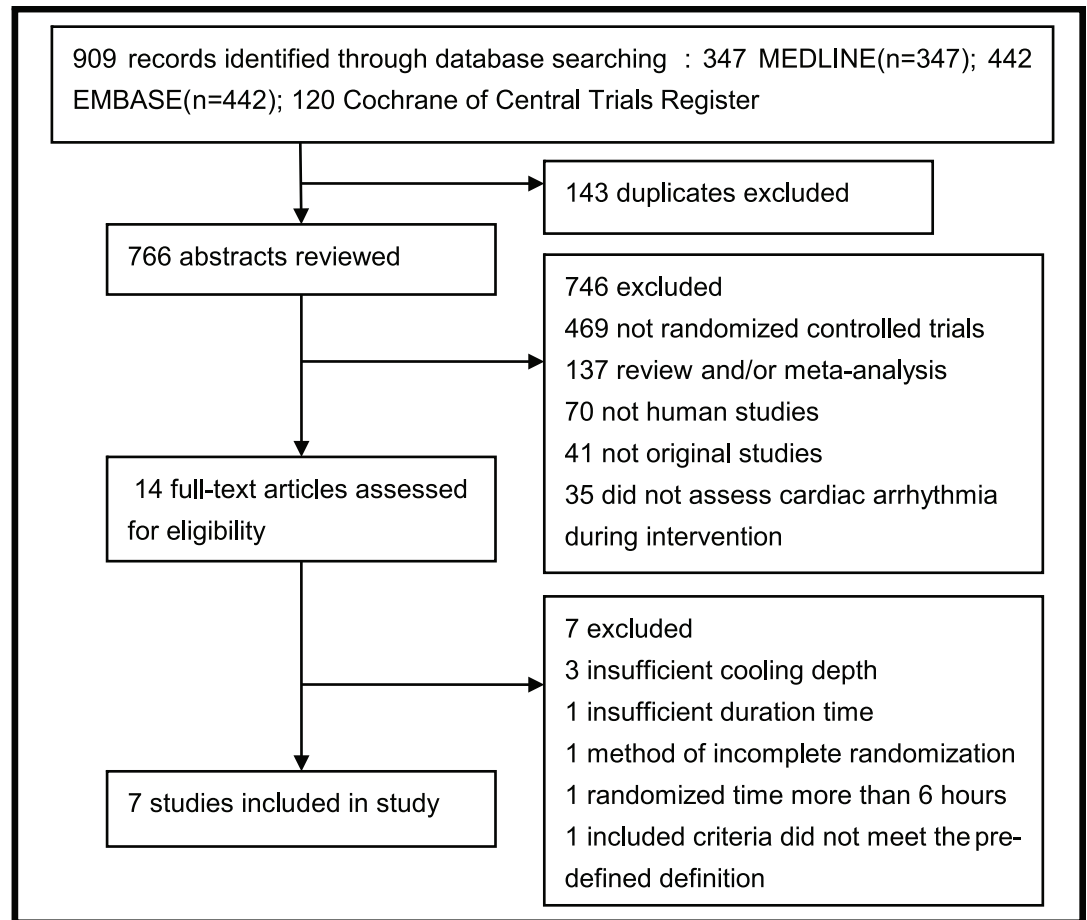 909 records identified through database searching : 347 MEDLINE(n=347); 442
EMBASE(n=442); 120 Cochrane of Central Trials Register
143 duplicates excluded
766 abstracts reviewed
746 excluded
469 not randomized controlled trials
137 review and/or meta-analysis
70 not human studies
41 not original studies
35 did not assess cardiac arrhythmia
during intervention
14 full-text articles assessed
for eligibility
7 excluded
3 insufficient cooling depth
1 insufficient duration time
1 method of incomplete randomization
1 randomized time more than 6 hours
1 included criteria did not meet the pre-
defined definition
7 studies included in study